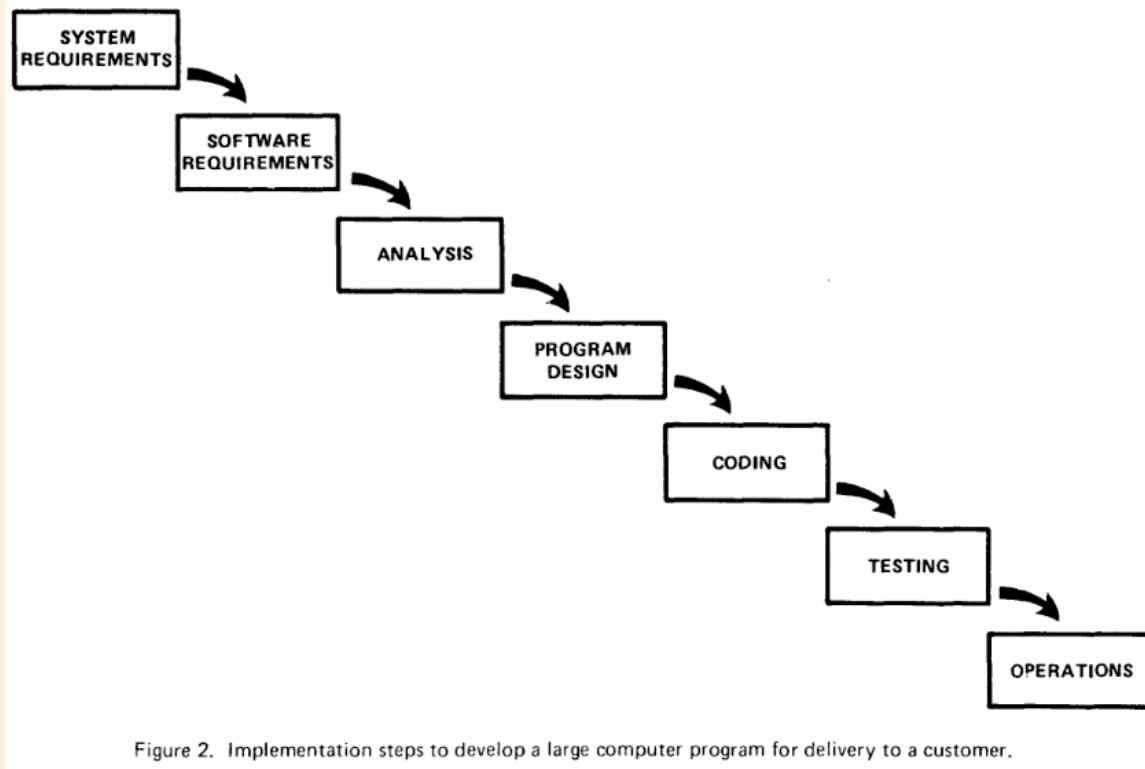 SYSTEM
REQUIREMENTS
SOFTWARE
REQUIREMENTS
ANALYSIS
PROGRAM
DESIGN
CODING
TESTING
OPERATIONS
Figure 2. Implementation steps to develop a large computer program for delivery to a customer.